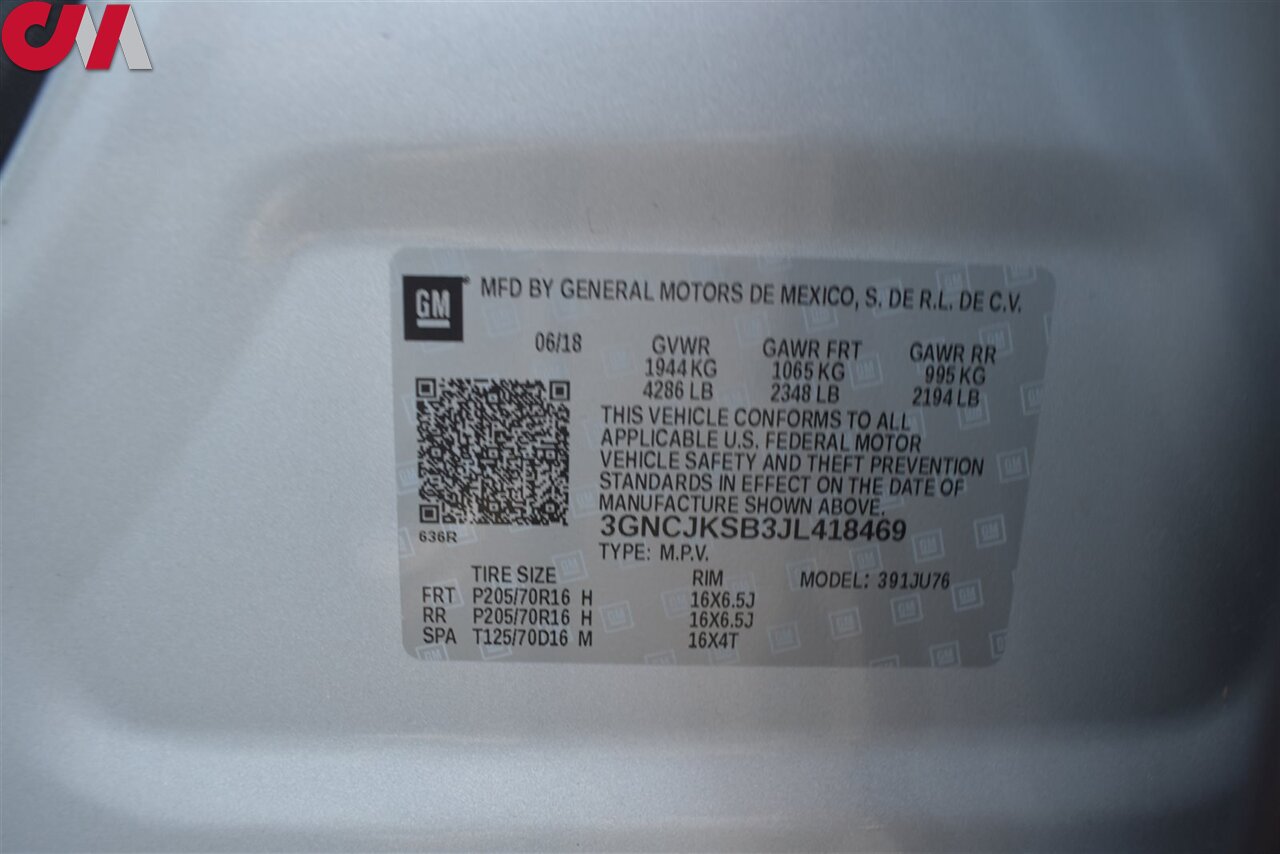 CM
GM® MFD BY GENERAL MOTORS DE MEXICO, S. DE R.L. DE C.V.
06/18 GVWR GAWR FRT GAWR RR
1944 KG 1065 KG 995 KG
4286 LB 2348 LB 2194 LB
THIS VEHICLE CONFORMS TO ALL
APPLICABLE U.S. FEDERAL MOTOR
VEHICLE SAFETY AND THEFT PREVENTION
STANDARDS IN EFFECT ON THE DATE OF
MANUFACTURE SHOWN ABOVE.
3GNCJKSB3JL418469
636R
TYPE: M.P.V.
TIRE SIZE RIM MODEL: 391JU76
FRT P205/70R16 H 16X6.5J
RR P205/70R16 H 16X6.5J
SPA T125/70D16 M 16X4T